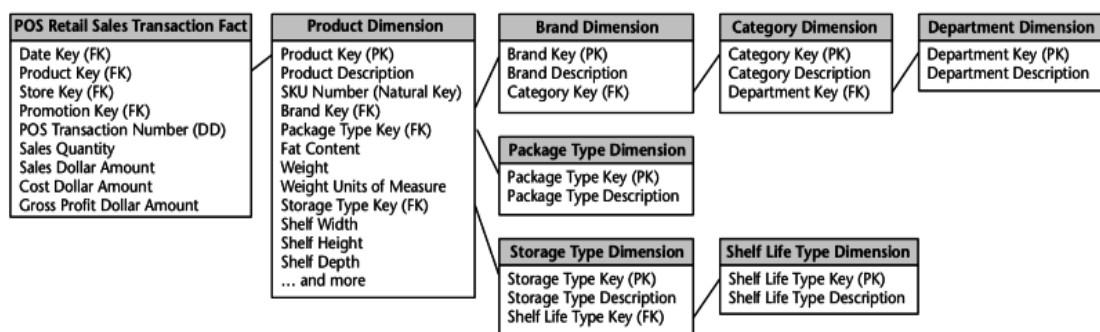 POS Retail Sales Transaction Fact
Date Key (FK)
Product Key (FK)
Store Key (FK)
Promotion Key (FK)
POS Transaction Number (DD)
Sales Quantity
Sales Dollar Amount
Cost Dollar Amount
Gross Profit Dollar Amount
Product Dimension
Product Key (PK)
Product Description
SKU Number (Natural Key)
Brand Key (FK)
Package Type Key (FK)
Fat Content
Weight
Weight Units of Measure
Storage Type Key (FK)
Shelf Width
Shelf Height
Shelf Depth
... and more
Brand Dimension
Brand Key (PK)
Brand Description
Category Key (FK)
Category Dimension
Category Key (PK)
Category Description
Department Key (FK)
Department Dimension
Department Key (PK)
Department Description
Package Type Dimension
Package Type Key (PK)
Package Type Description
Storage Type Dimension
Storage Type Key (PK)
Storage Type Description
Shelf Life Type Key (FK)
Shelf Life Type Dimension
Shelf Life Type Key (PK)
Shelf Life Type Description